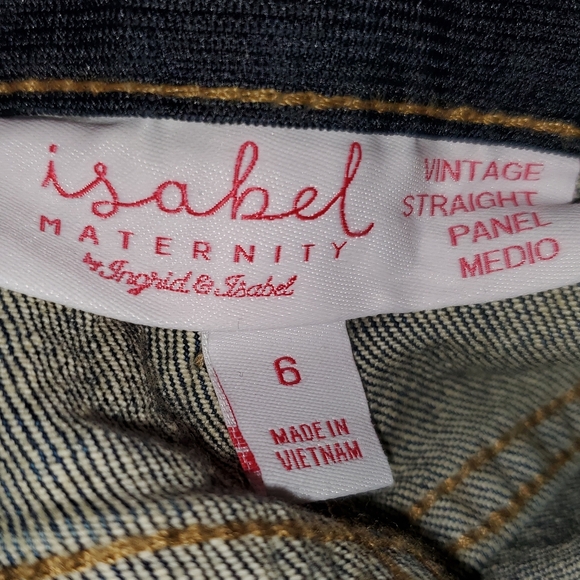 isabel
MATERNITY
by Ingrid & Isabel
VINTAGE
STRAIGHT
PANEL
MEDIO
6
MADE IN
VIETNAM